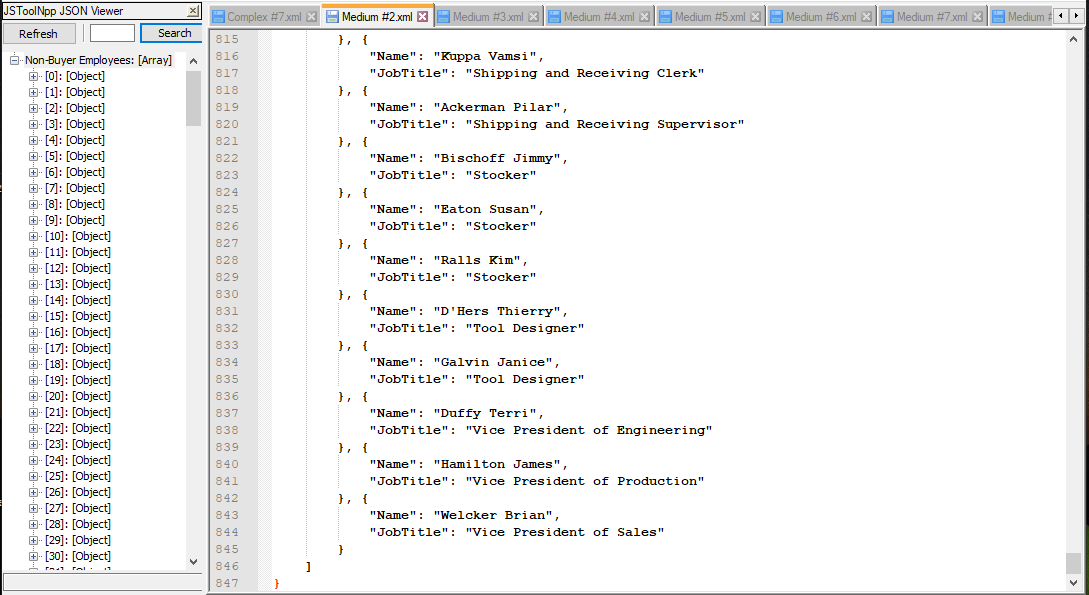 JSToolNpp JSON Viewer
Refresh
Search
Non-Buyer Employees: [Array]
[0]: [Object]
[1]: [Object]
[2]: [Object]
[3]: [Object]
[4]: [Object]
[5]: [Object]
[6]: [Object]
[7]: [Object]
[8]: [Object]
[9]: [Object]
[10]: [Object]
[11]: [Object]
[12]: [Object]
[13]: [Object]
[14]: [Object]
[15]: [Object]
[16]: [Object]
[17]: [Object]
[18]: [Object]
[19]: [Object]
[20]: [Object]
[21]: [Object]
[22]: [Object]
[23]: [Object]
[24]: [Object]
[25]: [Object]
[26]: [Object]
[27]: [Object]
[28]: [Object]
[29]: [Object]
[30]: [Object]
Complex #7.xml Medium #2.xml Medium #3.xml Medium #4.xml Medium #5.xml Medium #6.xml Medium #7.xml Medium #
815 }, {
816 "Name": "Kuppa Vamsi",
817 "JobTitle": "Shipping and Receiving Clerk"
818 }, {
819 "Name": "Ackerman Pilar",
820 "JobTitle": "Shipping and Receiving Supervisor"
821 }, {
822 "Name": "Bischoff Jimmy",
823 "JobTitle": "Stocker"
824 }, {
825 "Name": "Eaton Susan",
826 "JobTitle": "Stocker"
827 }, {
828 "Name": "Ralls Kim",
829 "JobTitle": "Stocker"
830 }, {
831 "Name": "D'Hers Thierry",
832 "JobTitle": "Tool Designer"
833 }, {
834 "Name": "Galvin Janice",
835 "JobTitle": "Tool Designer"
836 }, {
837 "Name": "Duffy Terri",
838 "JobTitle": "Vice President of Engineering"
839 }, {
840 "Name": "Hamilton James",
841 "JobTitle": "Vice President of Production"
842 }, {
843 "Name": "Welcker Brian",
844 "JobTitle": "Vice President of Sales"
845 }
846 ]
847 }